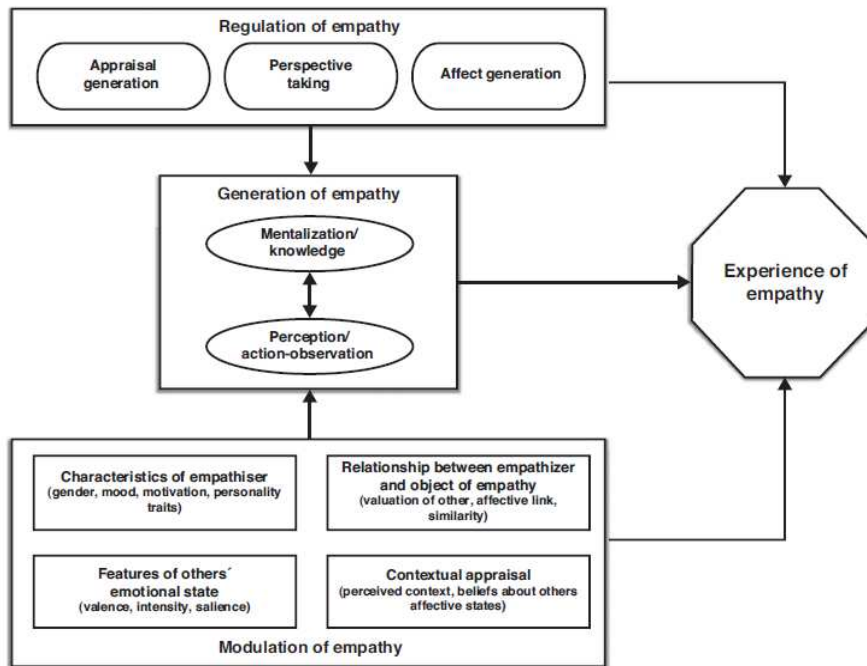 Regulation of empathy
Appraisal
generation
Perspective
taking
Affect generation
Generation of empathy
Mentalization/
knowledge
Perception/
action-observation
Experience of
empathy
Characteristics of empathiser
(gender, mood, motivation, personality
traits)
Relationship between empathizer
and object of empathy
(valuation of other, affective link,
similarity)
Features of others´
emotional state
(valence, intensity, salience)
Contextual appraisal
(perceived context, beliefs about others
affective states)
Modulation of empathy